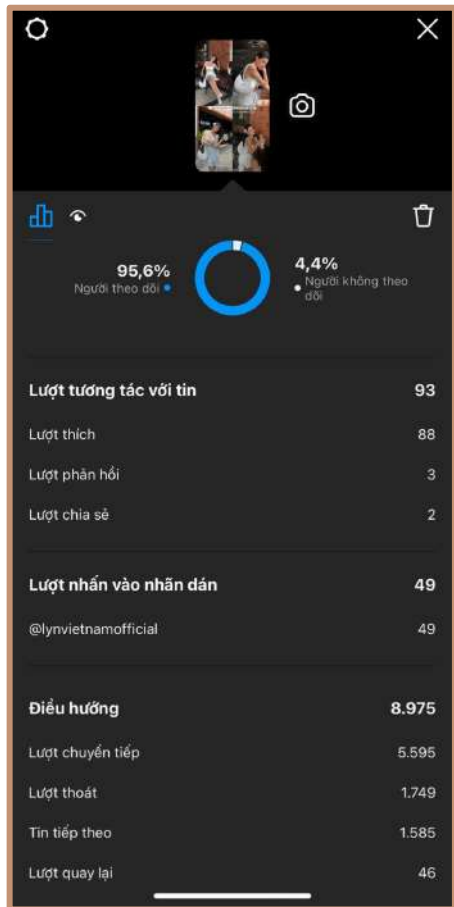 95,6%
Người theo dõi
4,4%
Người không theo
dõi
Lượt tương tác với tin 93
Lượt thích 88
Lượt phản hồi 3
Lượt chia sẻ 2
Lượt nhấn vào nhãn dán 49
@lynvietnamofficial 49
Điều hướng 8.975
Lượt chuyển tiếp 5.595
Lượt thoát 1.749
Tin tiếp theo 1.585
Lượt quay lại 46